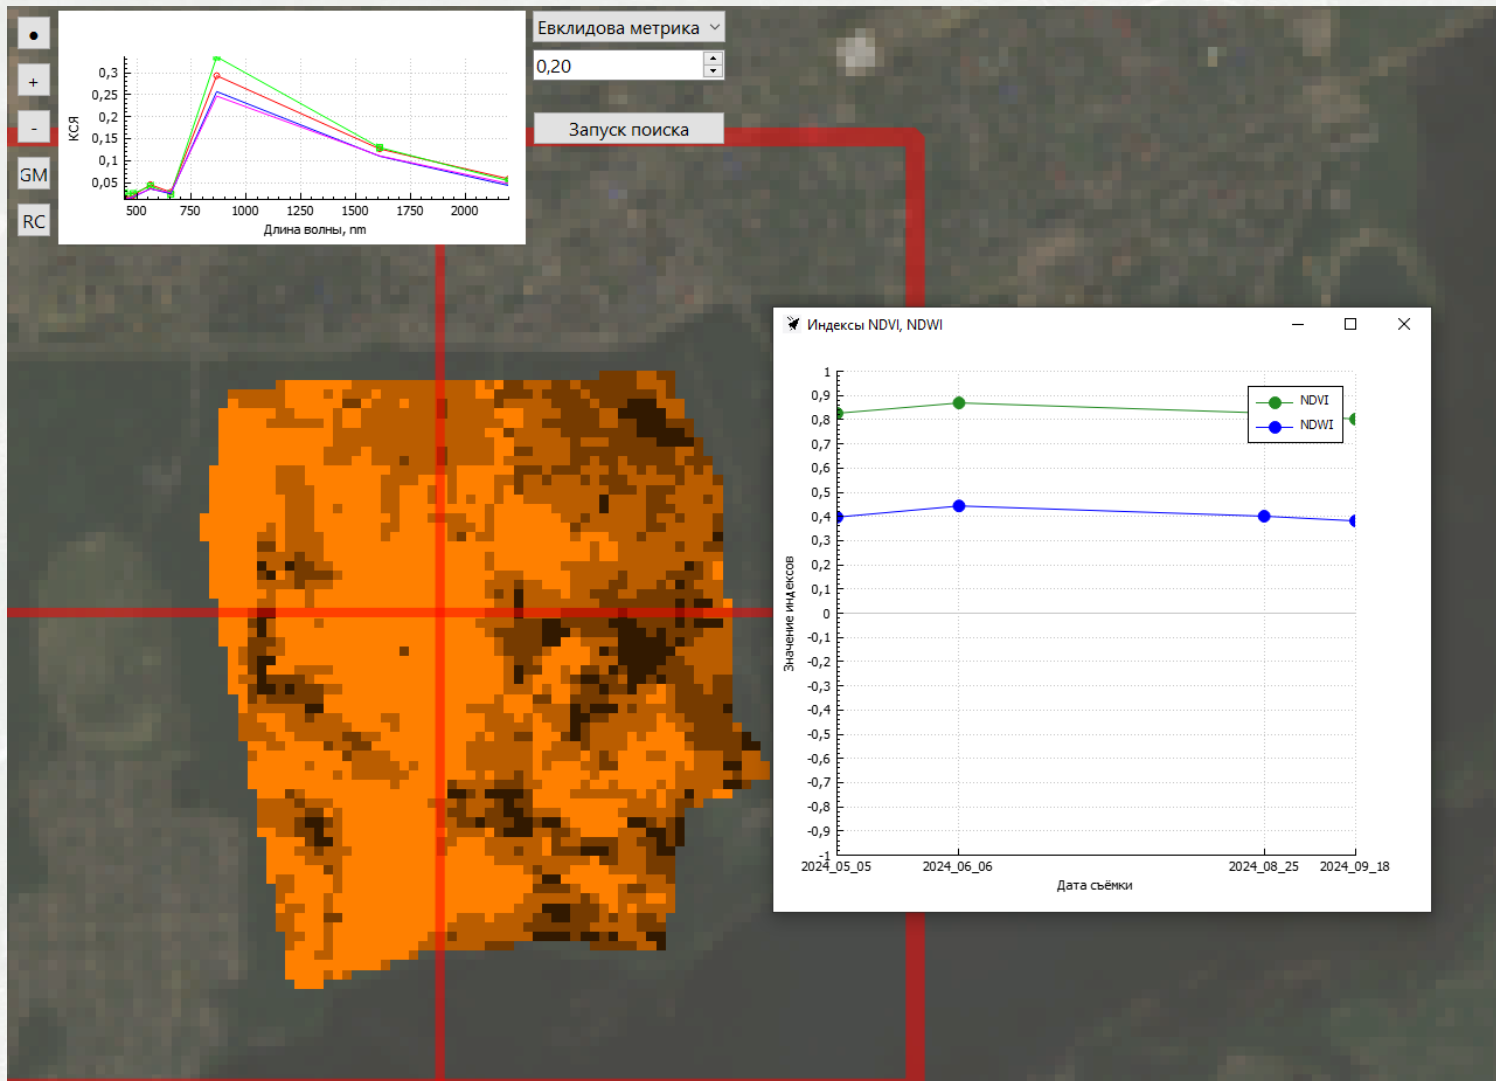 ●
+
-
GM
RC
КСЯ
0,3
0,25
0,2
0,15
0,1
0,05
500 750 1000 1250 1500 1750 2000
Длина волны, nm
Евклидова метрика
0,20
Запуск поиска
Индексы NDVI, NDWI
NDVI
NDWI
Значение индексов
1
0,9
0,8
0,7
0,6
0,5
0,4
0,3
0,2
0,1
0
-0,1
-0,2
-0,3
-0,4
-0,5
-0,6
-0,7
-0,8
-0,9
-1
2024_05_05 2024_06_06 2024_08_25 2024_09_18
Дата съёмки